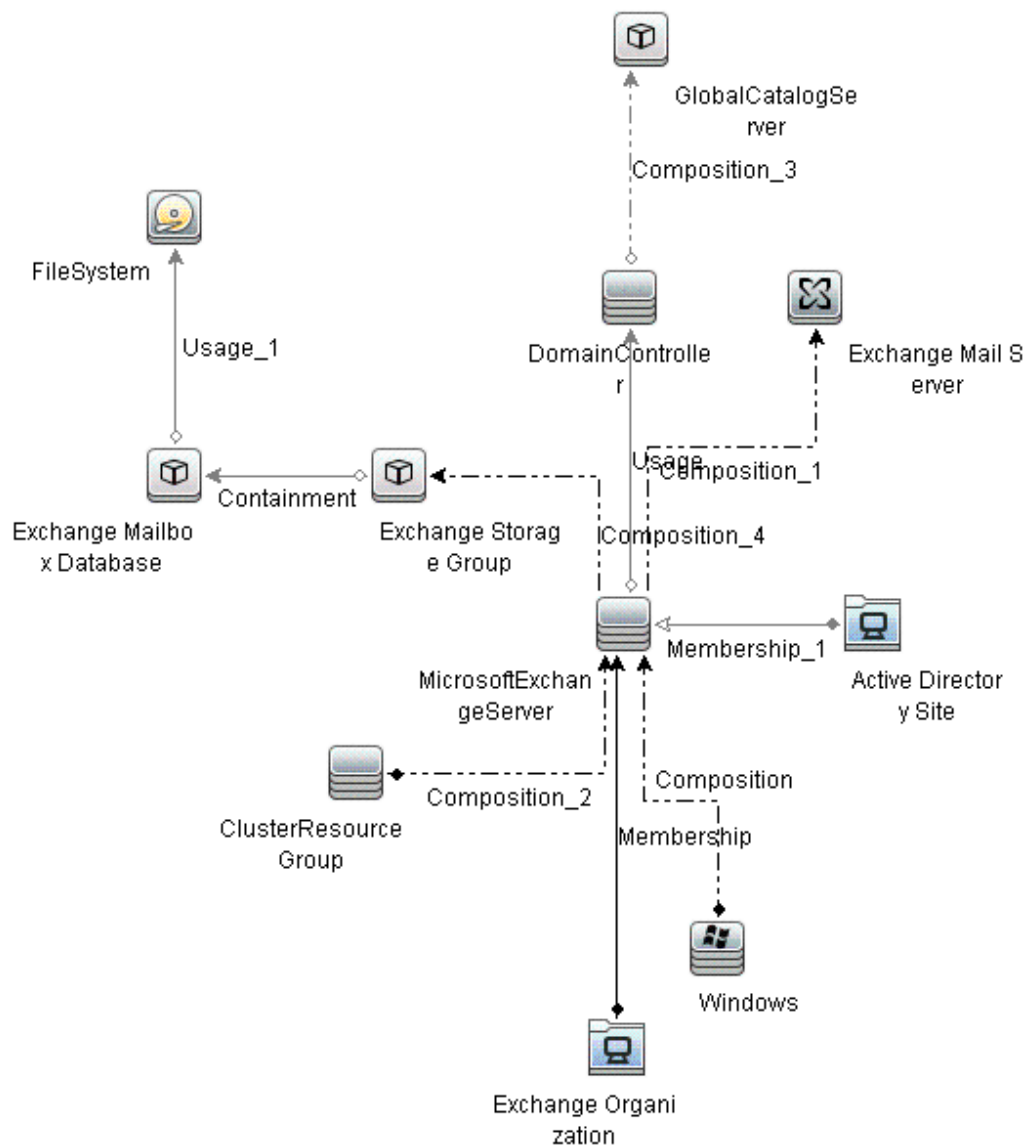 GlobalCatalogSe
rver
Composition_3
FileSystem
Usage_1
DomainControlle
r
Exchange Mail S
erver
Usage
Composition_1
Containment
Exchange Mailbo
x Database
Exchange Storag
e Group
Composition_4
Membership_1
MicrosoftExchan
geServer
Active Director
y Site
Composition
Composition_2
ClusterResource
Group
Membership
Windows
Exchange Organi
zation